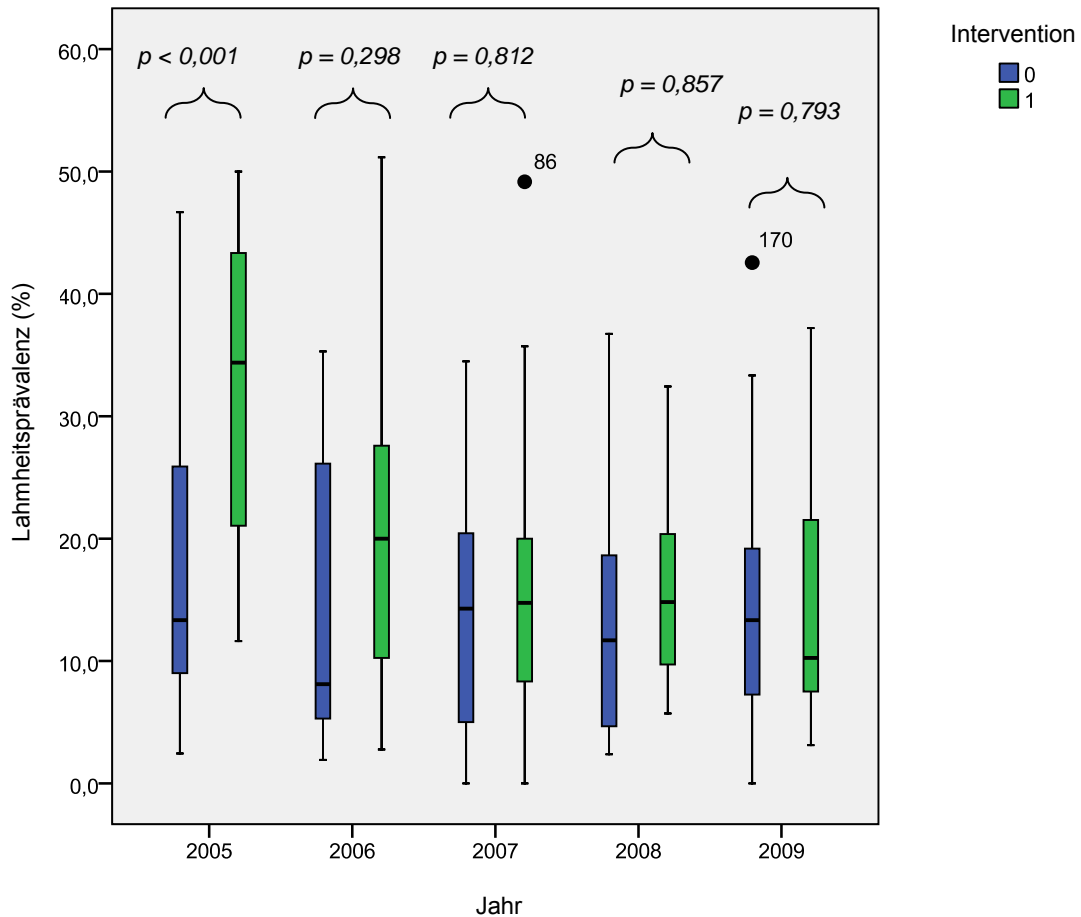 Intervention
0
1
60,0
50,0
40,0
30,0
20,0
10,0
0,0
Lahmheitsprävalenz (%)
p < 0,001
p = 0,298
p = 0,812
p = 0,857
p = 0,793
86
170
2005
2006
2007
2008
2009
Jahr